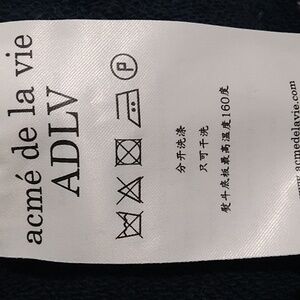 acmé de la vie
ADLV
P
分开洗涤
只可干洗
熨斗底板最高温度160度
www.acmedelavie.com